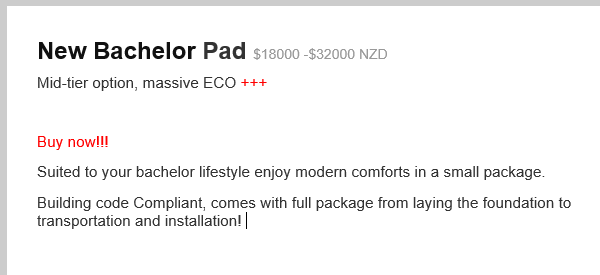 New Bachelor Pad $18000 -$32000 NZD
Mid-tier option, massive ECO +++
Buy now!!!
Suited to your bachelor lifestyle enjoy modern comforts in a small package.
Building code Compliant, comes with full package from laying the foundation to
transportation and installation!